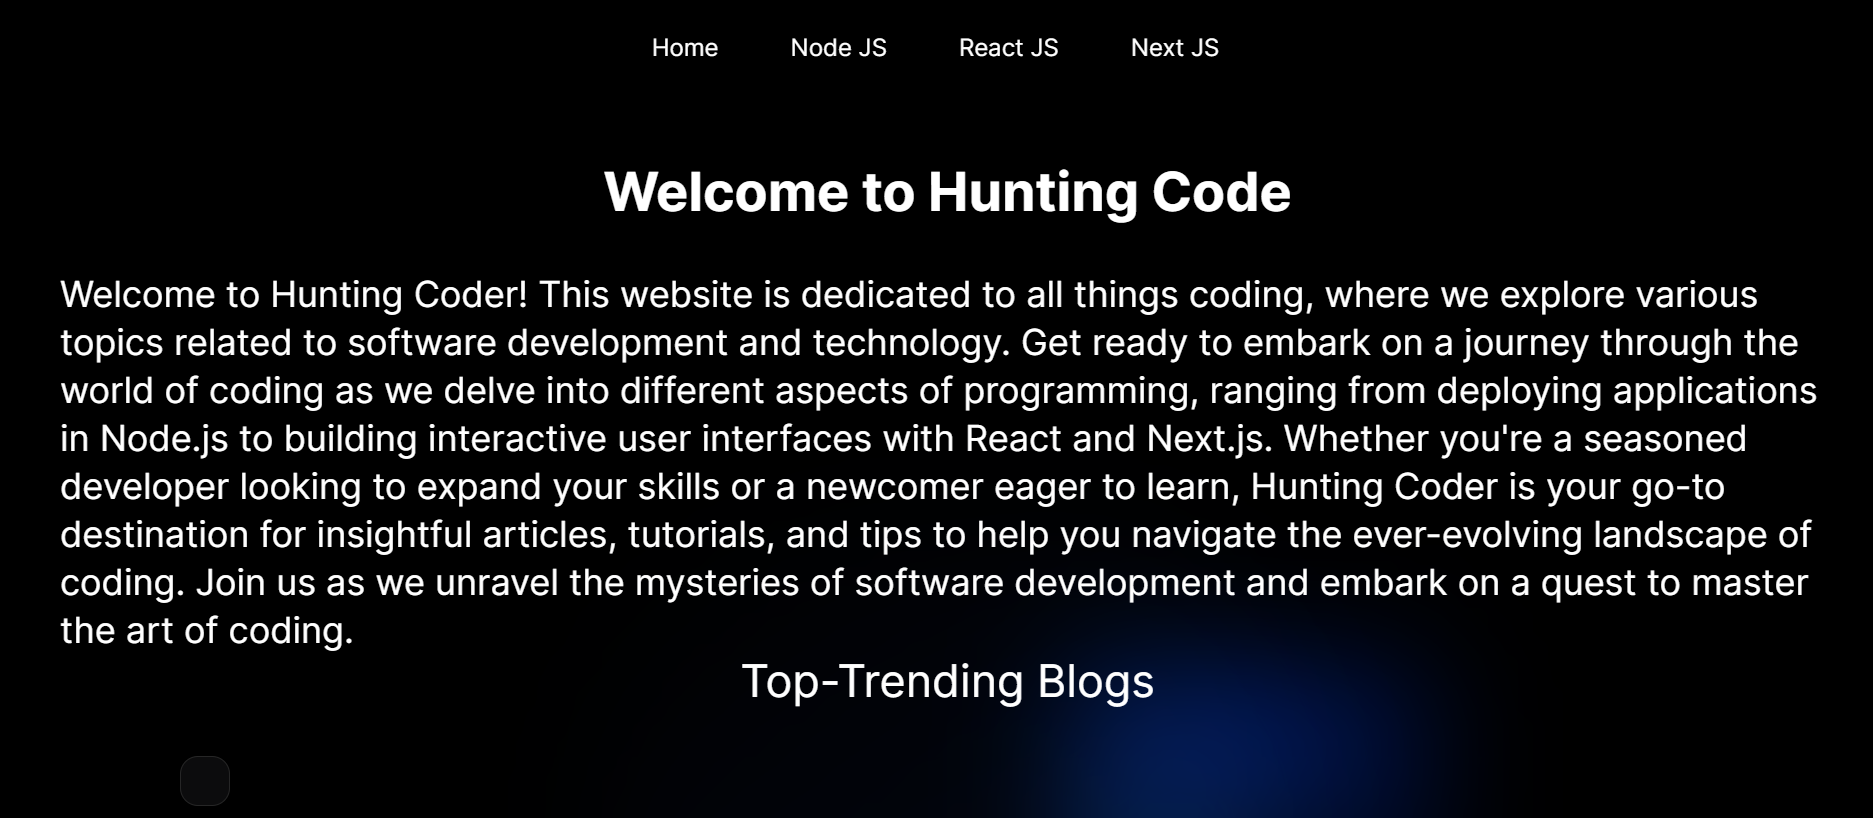 Home Node JS React JS Next JS
Welcome to Hunting Code
Welcome to Hunting Coder! This website is dedicated to all things coding, where we explore various
topics related to software development and technology. Get ready to embark on a journey through the
world of coding as we delve into different aspects of programming, ranging from deploying applications
in Node.js to building interactive user interfaces with React and Next.js. Whether you're a seasoned
developer looking to expand your skills or a newcomer eager to learn, Hunting Coder is your go-to
destination for insightful articles, tutorials, and tips to help you navigate the ever-evolving landscape of
coding. Join us as we unravel the mysteries of software development and embark on a quest to master
the art of coding.
Top-Trending Blogs